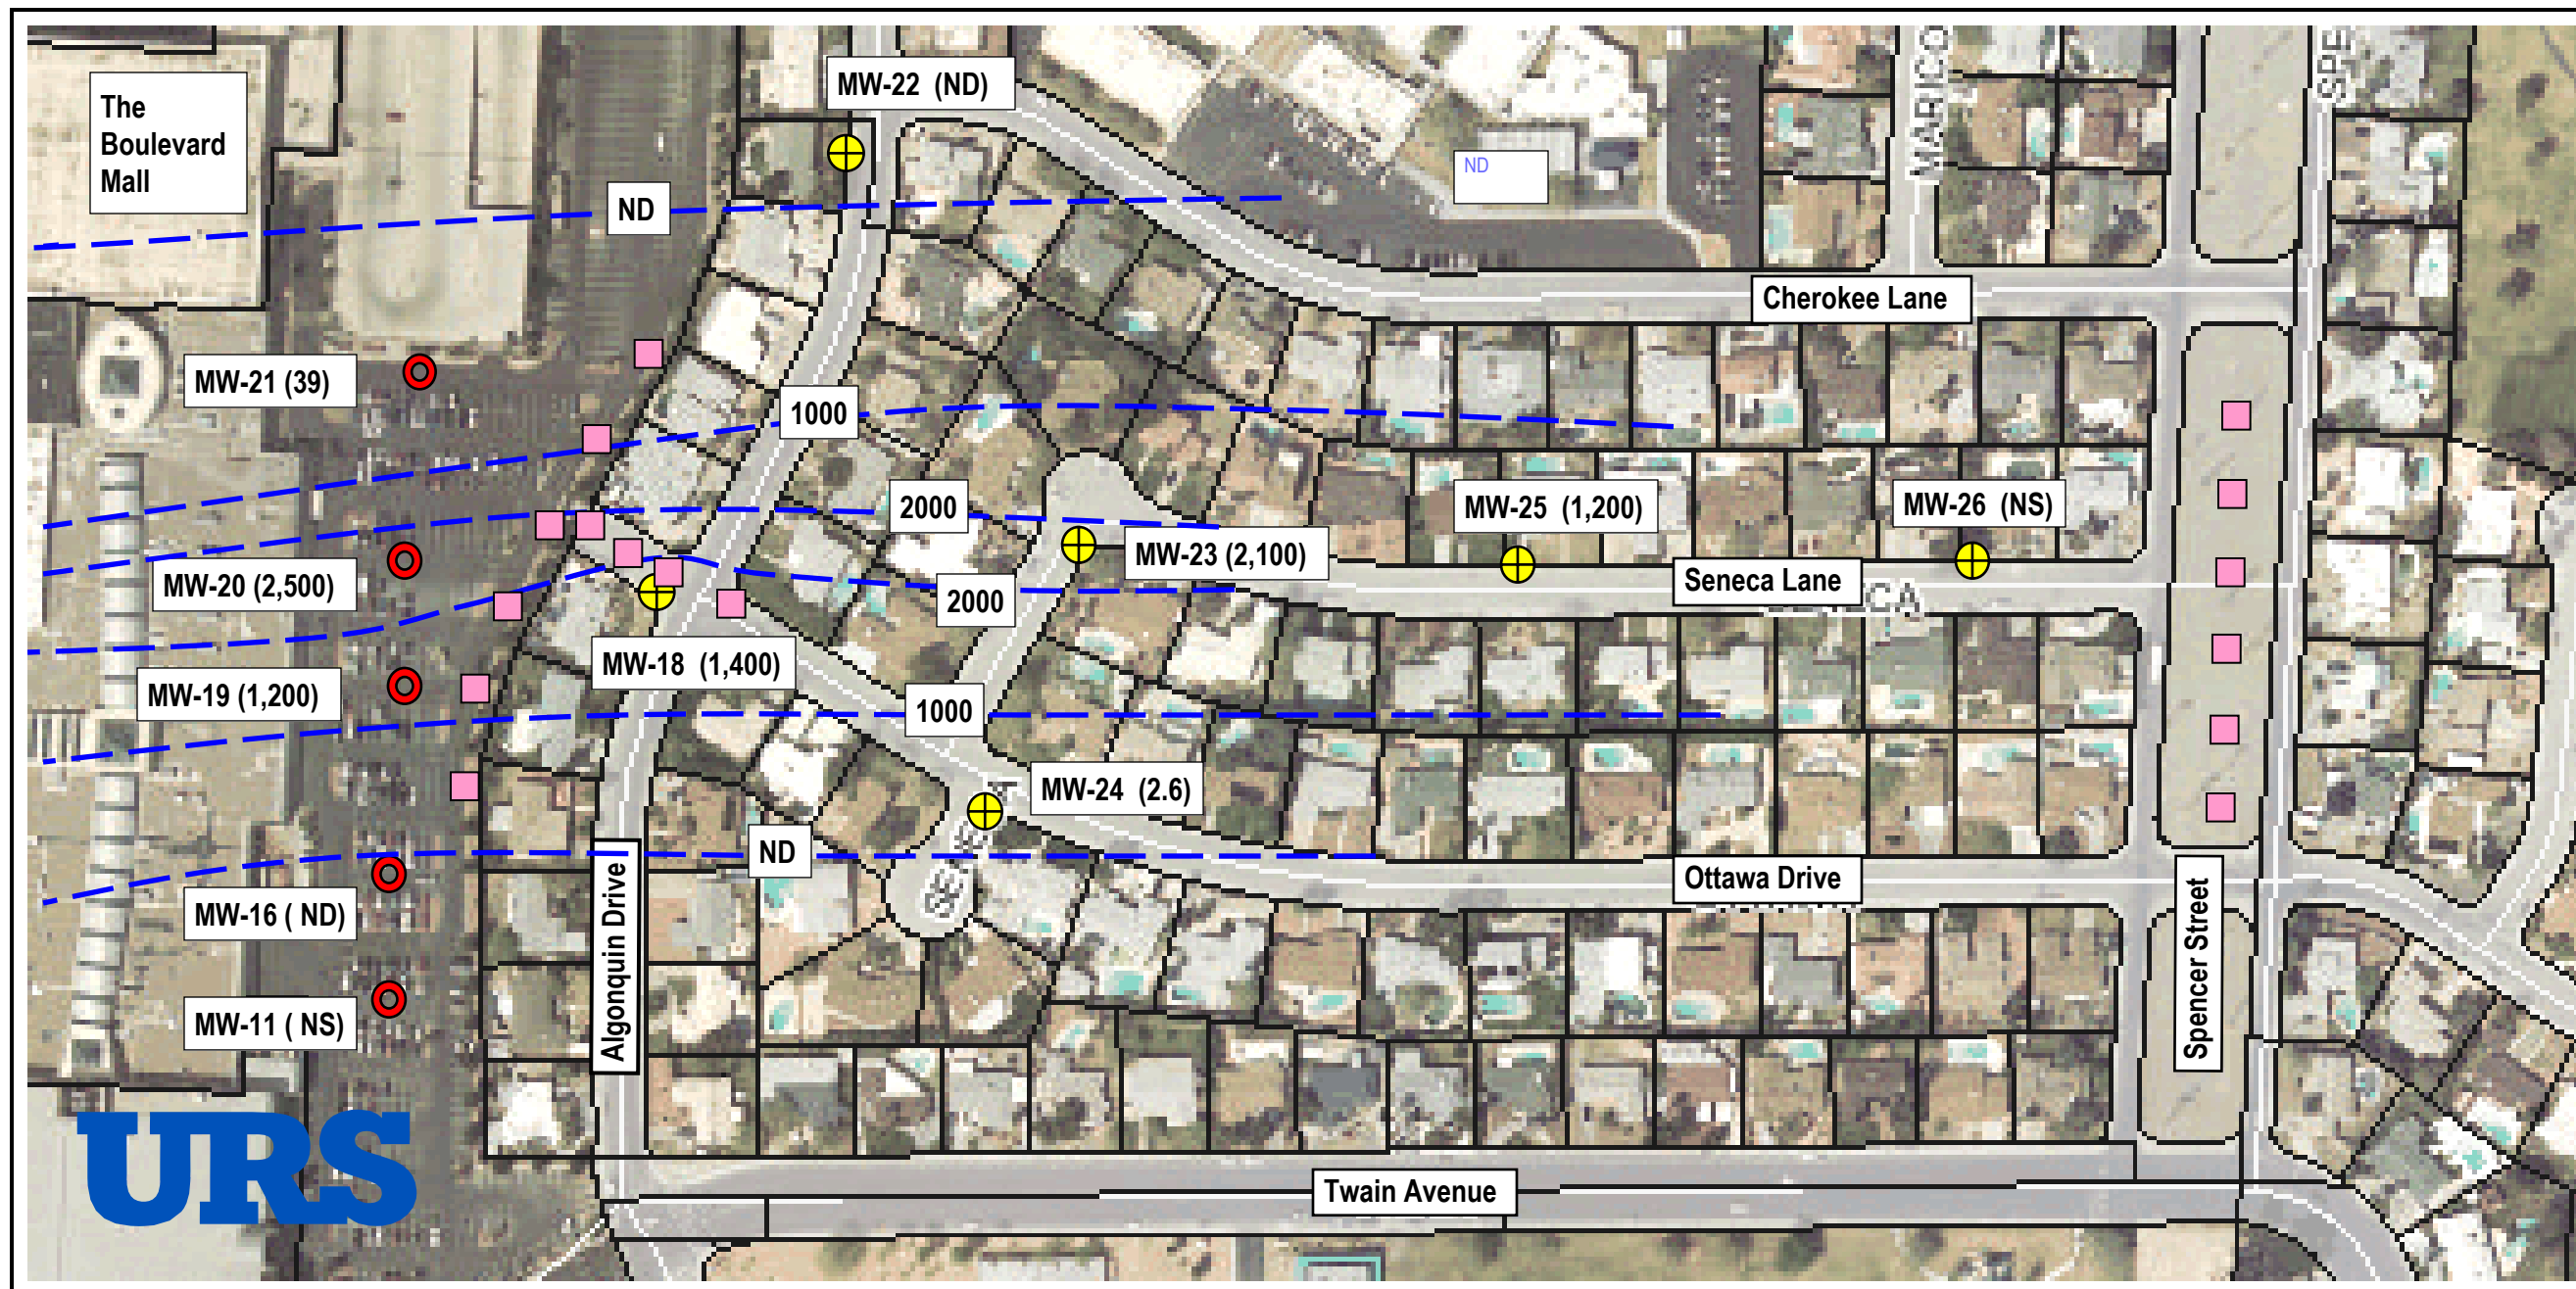 MW-22  (ND)
The
Boulevard
Mall
MARICO
SPE
ND
ND
Cherokee Lane
MW-21 (39)
1000
2000
MW-25  (1,200)
MW-26  (NS)
MW-23 (2,100)
MW-20 (2,500)
Seneca Lane
CA
2000
MW-18  (1,400)
MW-19 (1,200)
1000
MW-24  (2.6)
ND
Ottawa Drive
MW-16 ( ND)
Algonquin Drive
Spencer Street
MW-11 ( NS)
URS
Twain Avenue